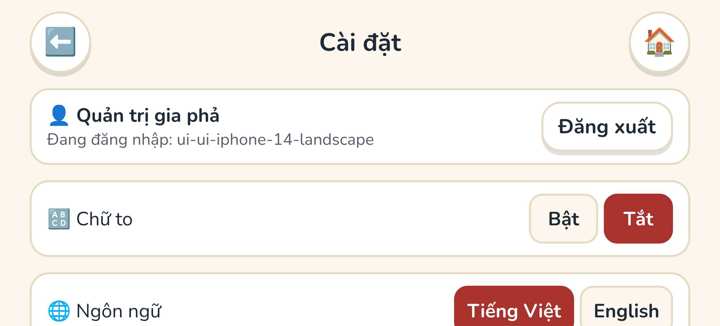 Cài đặt
Quản trị gia phả
Đang đăng nhập: ui-ui-iphone-14-landscape
Đăng xuất
Chữ to
Bật
Tắt
Ngôn ngữ
Tiếng Việt
English